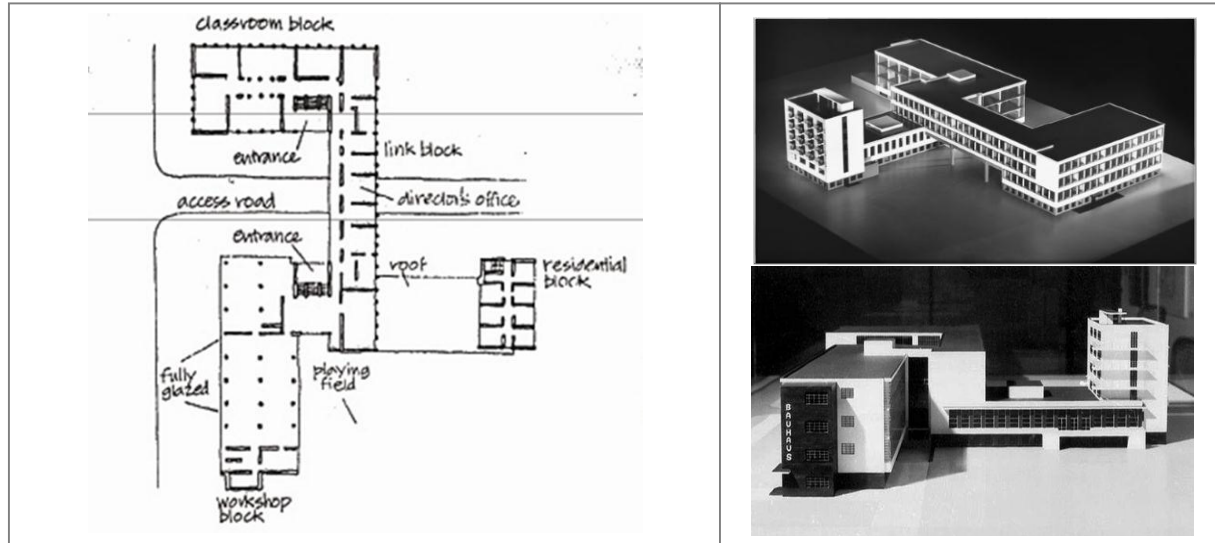 classroom block
entrance
link block
director's office
access road
entrance
roof
residential
block
fully
glazed
playing
field
workshop
block
BAUHAUS